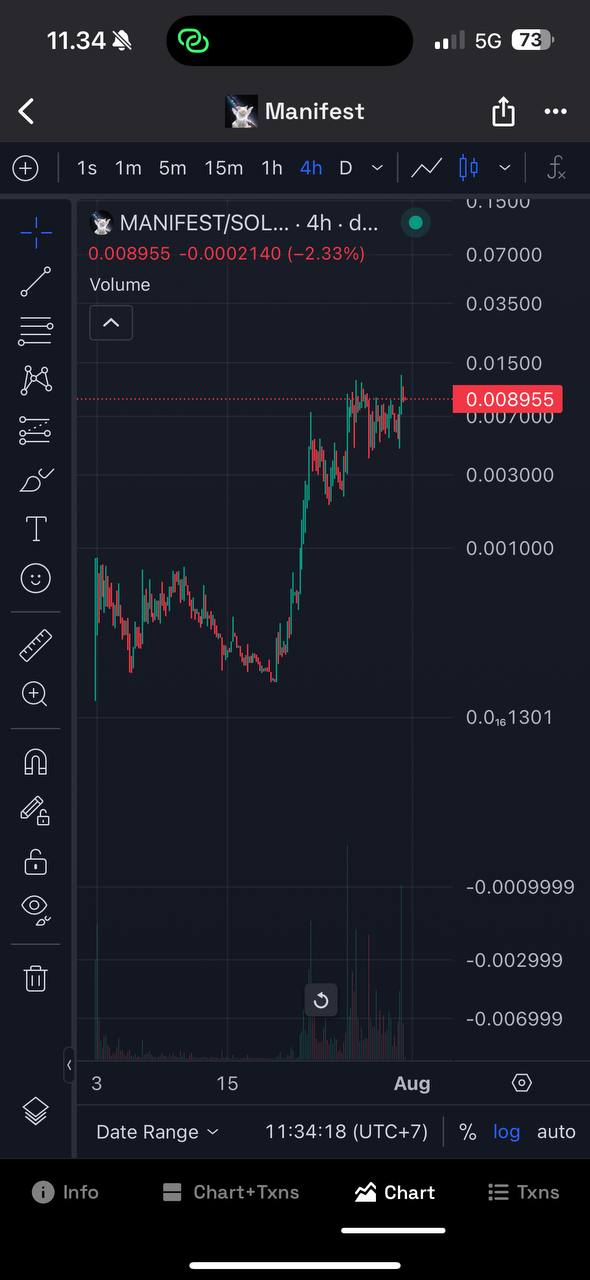 11.34
5G
73
Manifest
1s 1m 5m 15m 1h 4h D
MANIFEST/SOL... · 4h · d...
0.008955 -0.0002140 (−2.33%)
Volume
0.1500
0.07000
0.03500
0.01500
0.008955
0.007000
0.003000
0.001000
0.0₁₆1301
-0.0009999
-0.002999
-0.006999
3 15 Aug
Date Range 11:34:18 (UTC+7) % log auto
Info Chart+Txns Chart Txns